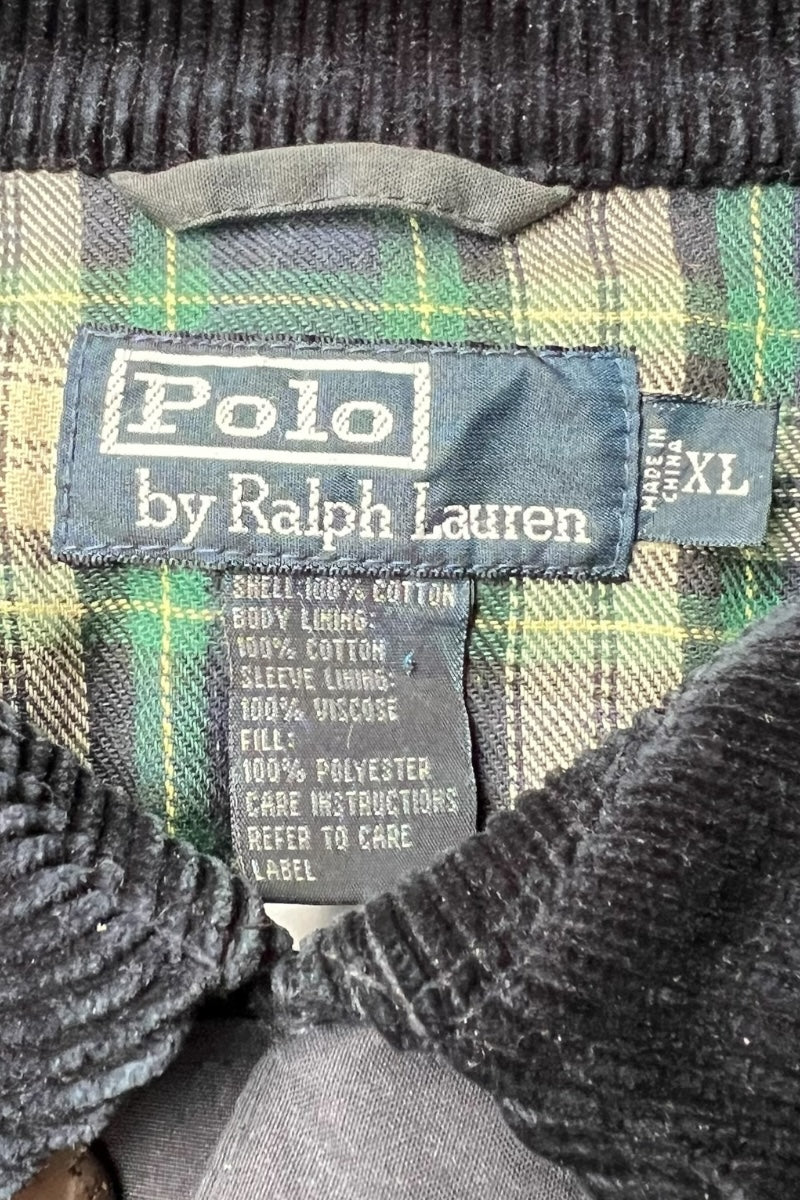 Polo
by Ralph Lauren
MADE IN
CHINA
XL
SHELL:100% COTTON
BODY LINING:
100% COTTON
SLEEVE LINING:
100% VISCOSE
FILL:
100% POLYESTER
CARE INSTRUCTIONS
REFER TO CARE
LABEL